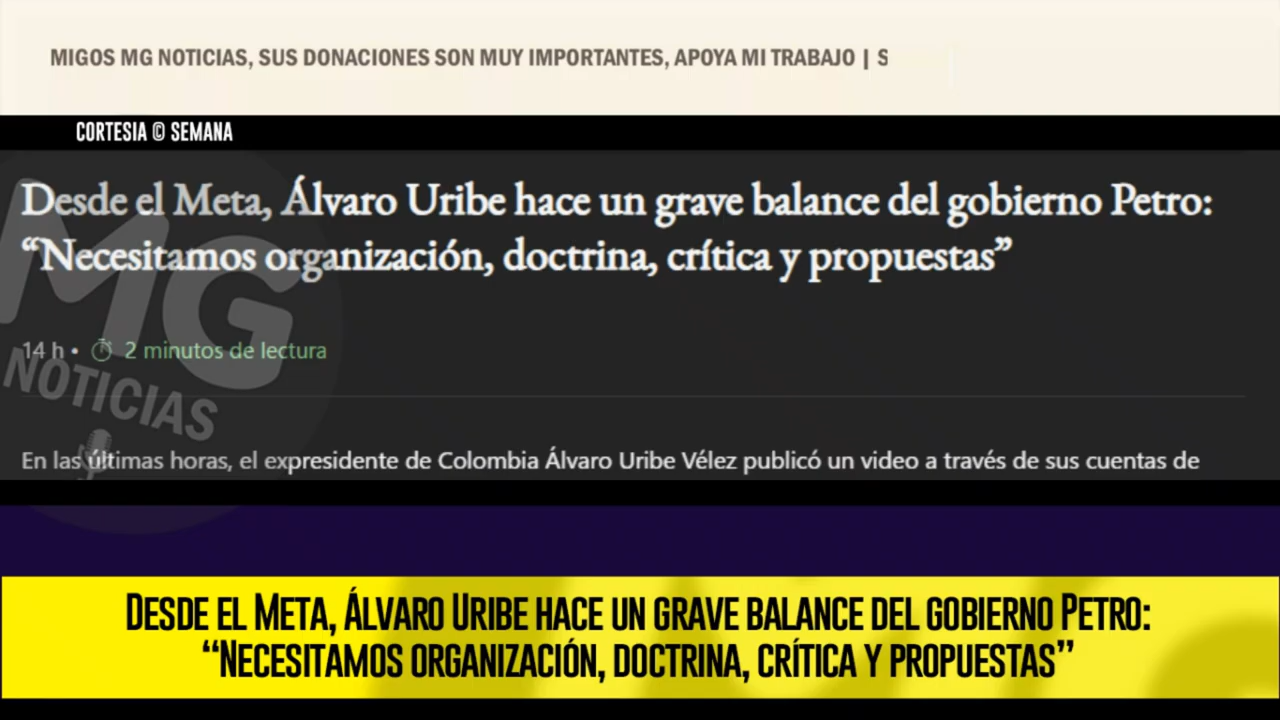 MIGOS MG NOTICIAS, SUS DONACIONES SON MUY IMPORTANTES, APOYA MI TRABAJO | S
CORTESIA © SEMANA
Desde el Meta, Álvaro Uribe hace un grave balance del gobierno Petro:
“Necesitamos organización, doctrina, crítica y propuestas”
14 h • 2 minutos de lectura
MG
NOTICIAS
En las últimas horas, el expresidente de Colombia Álvaro Uribe Vélez publicó un video a través de sus cuentas de
DESDE EL META, ÁLVARO URIBE HACE UN GRAVE BALANCE DEL GOBIERNO PETRO:
“NECESITAMOS ORGANIZACIÓN, DOCTRINA, CRÍTICA Y PROPUESTAS”